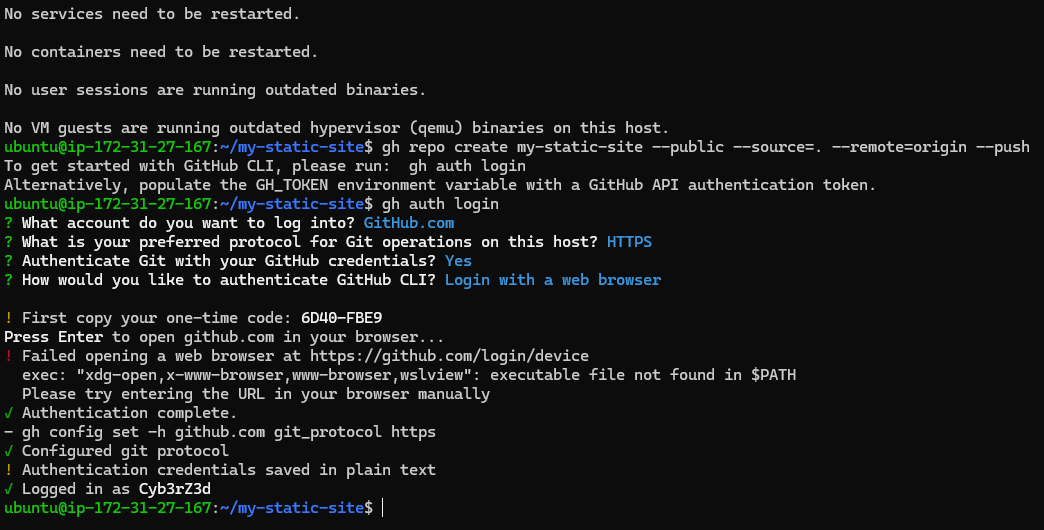 No services need to be restarted.
No containers need to be restarted.
No user sessions are running outdated binaries.
No VM guests are running outdated hypervisor (qemu) binaries on this host.
ubuntu@ip-172-31-27-167:~/my-static-site$ gh repo create my-static-site --public --source=. --remote=origin --push
To get started with GitHub CLI, please run:  gh auth login
Alternatively, populate the GH_TOKEN environment variable with a GitHub API authentication token.
ubuntu@ip-172-31-27-167:~/my-static-site$ gh auth login
? What account do you want to log into? GitHub.com
? What is your preferred protocol for Git operations on this host? HTTPS
? Authenticate Git with your GitHub credentials? Yes
? How would you like to authenticate GitHub CLI? Login with a web browser
! First copy your one-time code: 6D40-FBE9
Press Enter to open github.com in your browser...
! Failed opening a web browser at https://github.com/login/device
  exec: "xdg-open,x-www-browser,www-browser,wslview": executable file not found in $PATH
  Please try entering the URL in your browser manually
✓ Authentication complete.
- gh config set -h github.com git_protocol https
✓ Configured git protocol
! Authentication credentials saved in plain text
✓ Logged in as Cyb3rZ3d
ubuntu@ip-172-31-27-167:~/my-static-site$